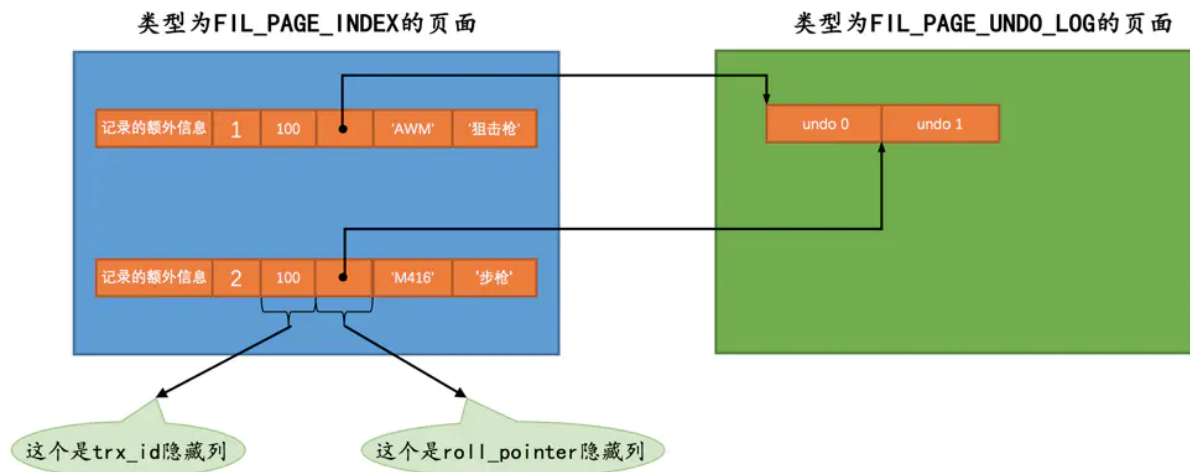 类型为FIL_PAGE_INDEX的页面
类型为FIL_PAGE_UNDO_LOG的页面
记录的额外信息 1 100 'AWM' '狙击枪'
undo 0 undo 1
记录的额外信息 2 100 'M416' '步枪'
这个是trx_id隐藏列
这个是roll_pointer隐藏列